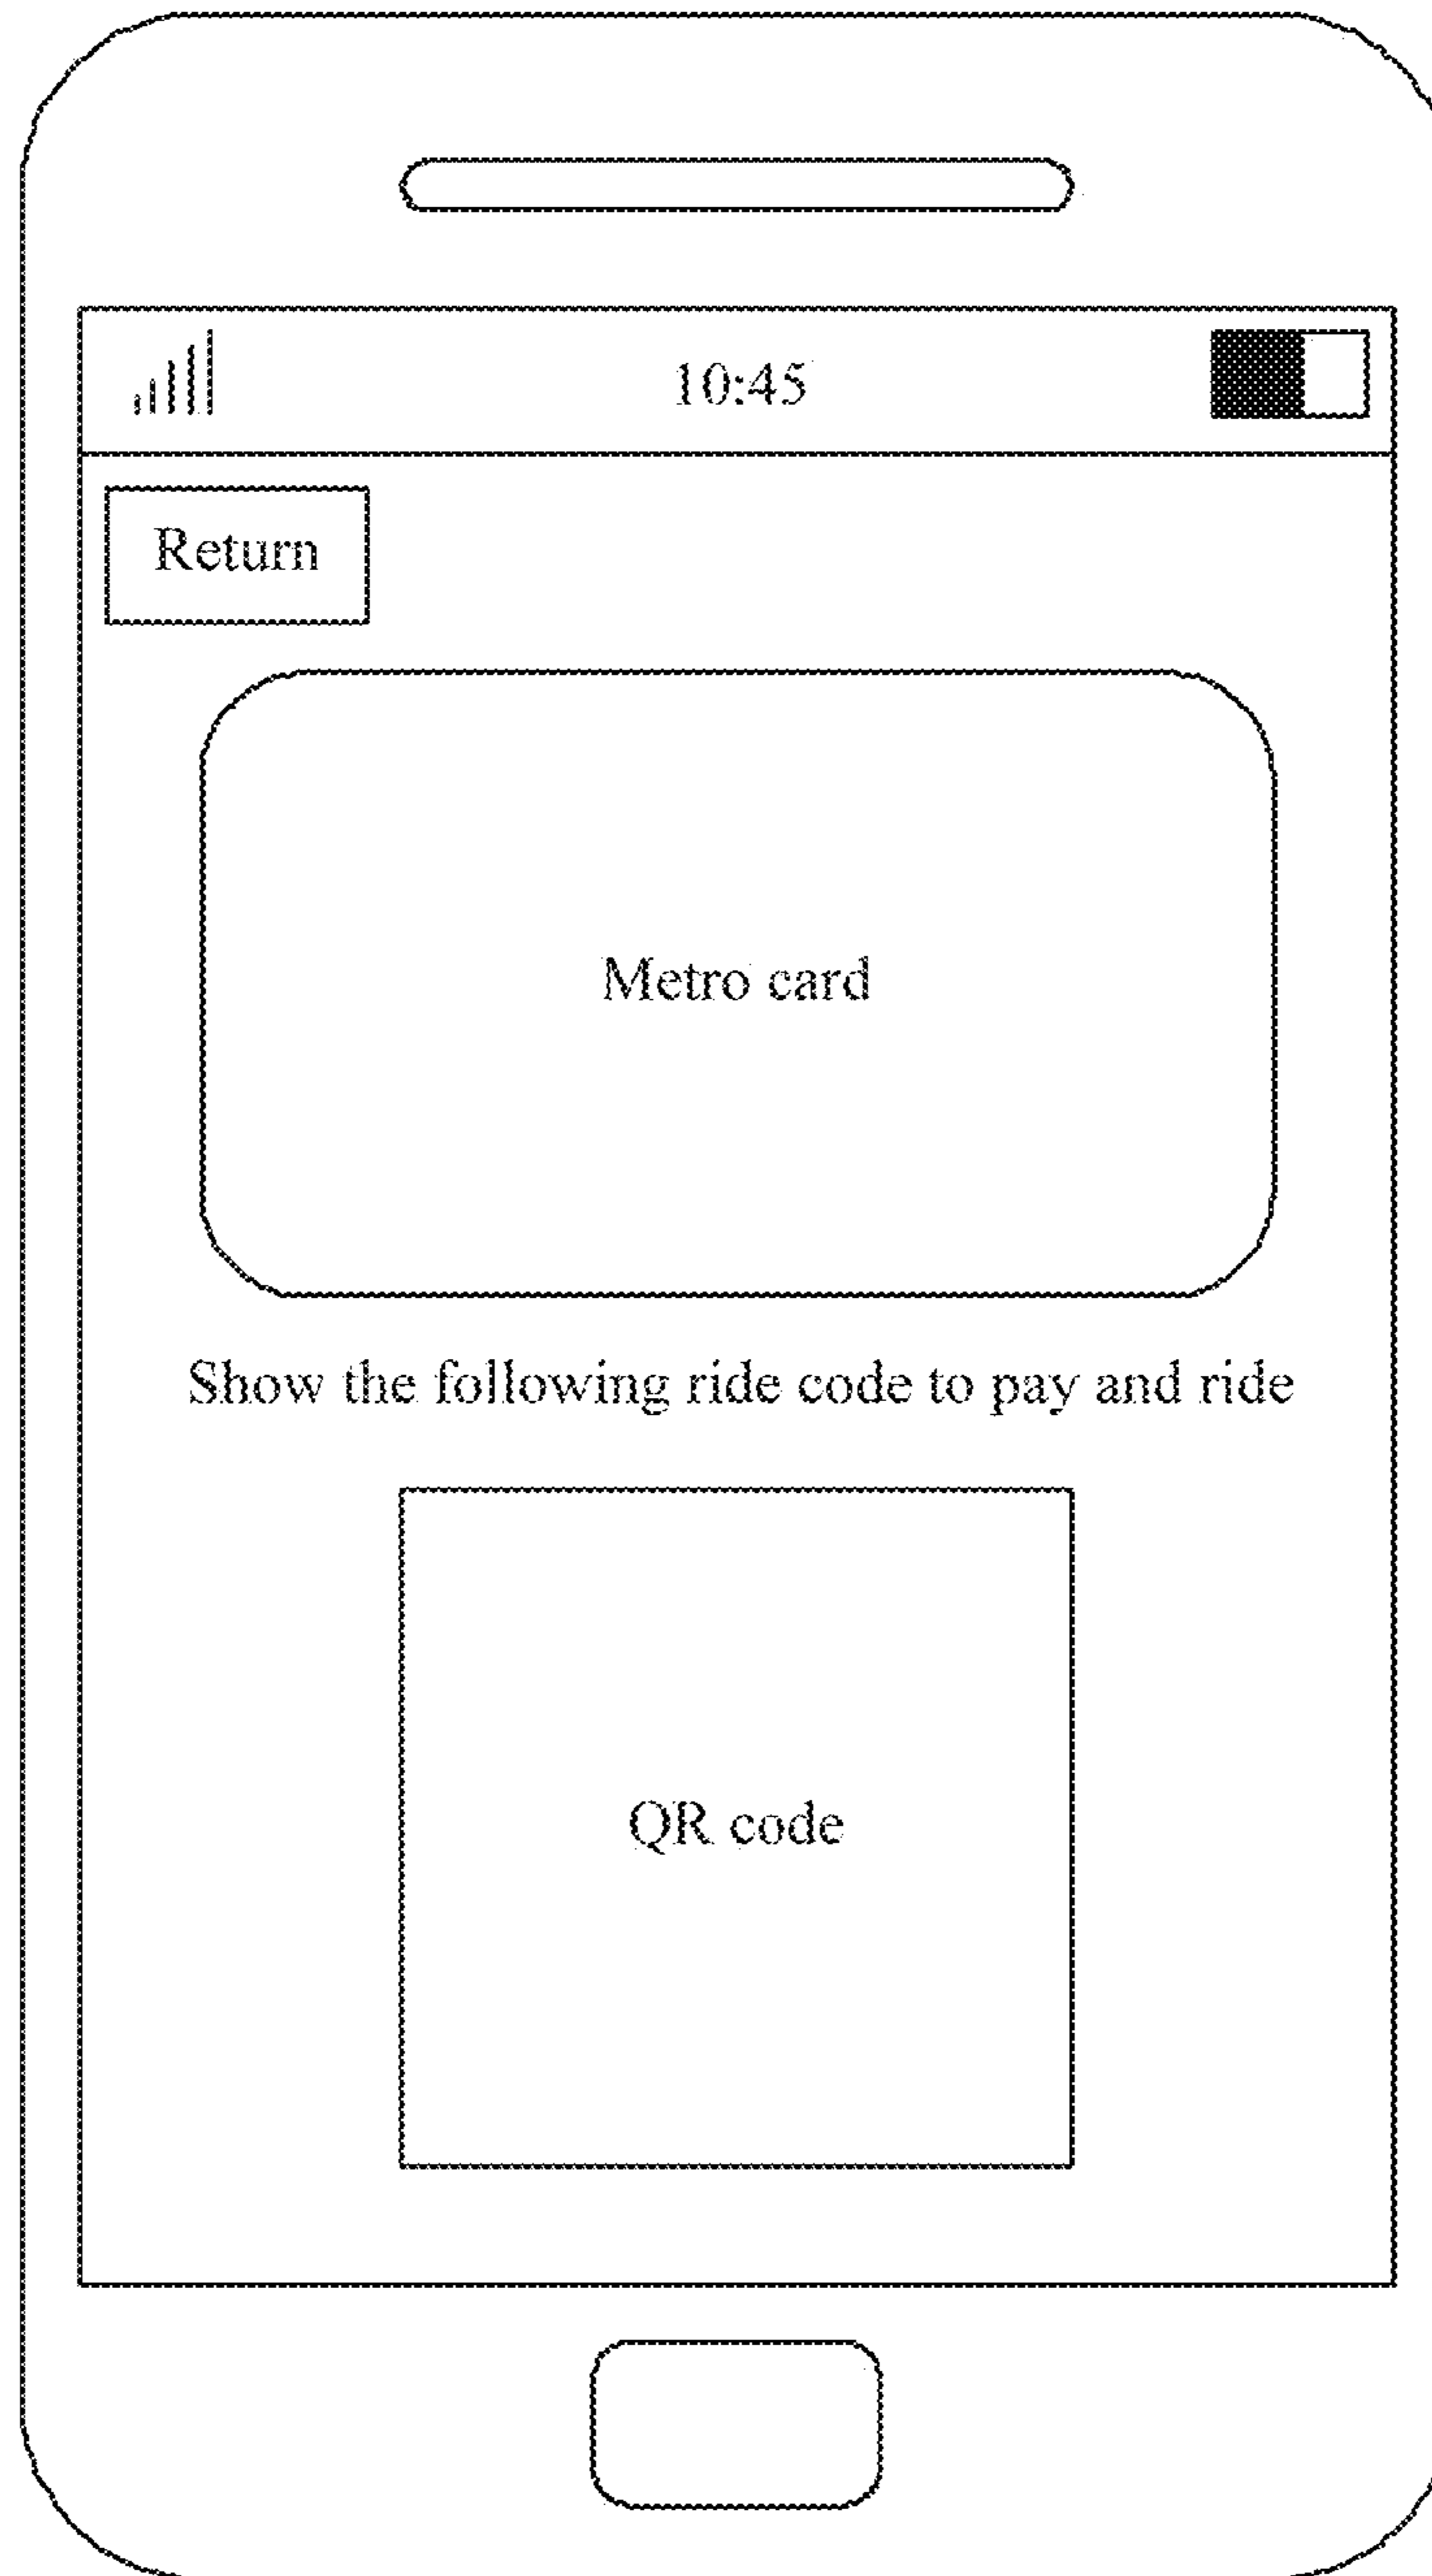 10:45
Return
Metro card
Show the following ride code to pay and ride
QR code